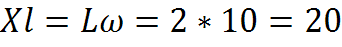 Xl = Lω = 2 * 10 = 20